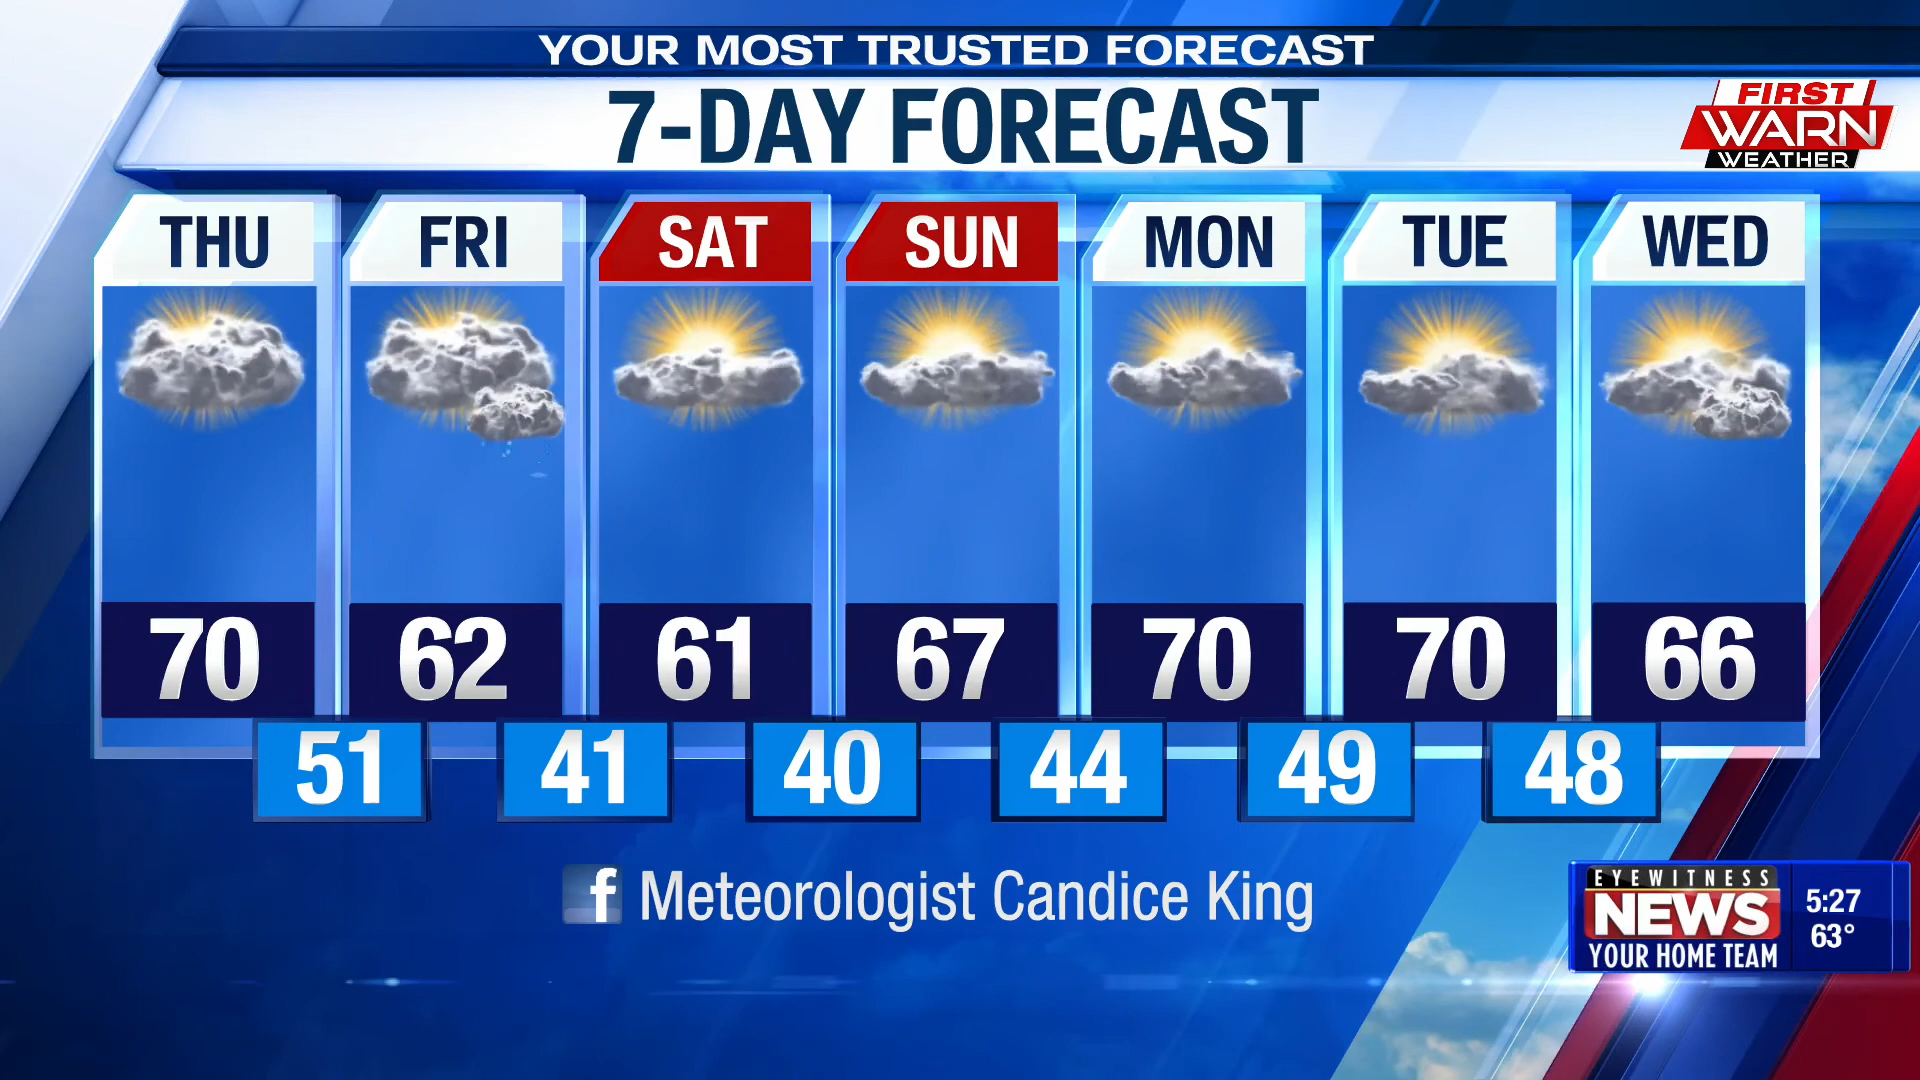 YOUR MOST TRUSTED FORECAST
7-DAY FORECAST
FIRST
WARN
WEATHER
THU FRI SAT SUN MON TUE WED
70 62 61 67 70 70 66
51 41 40 44 49 48
f Meteorologist Candice King
EYEWITNESS
NEWS
YOUR HOME TEAM
5:27
63°